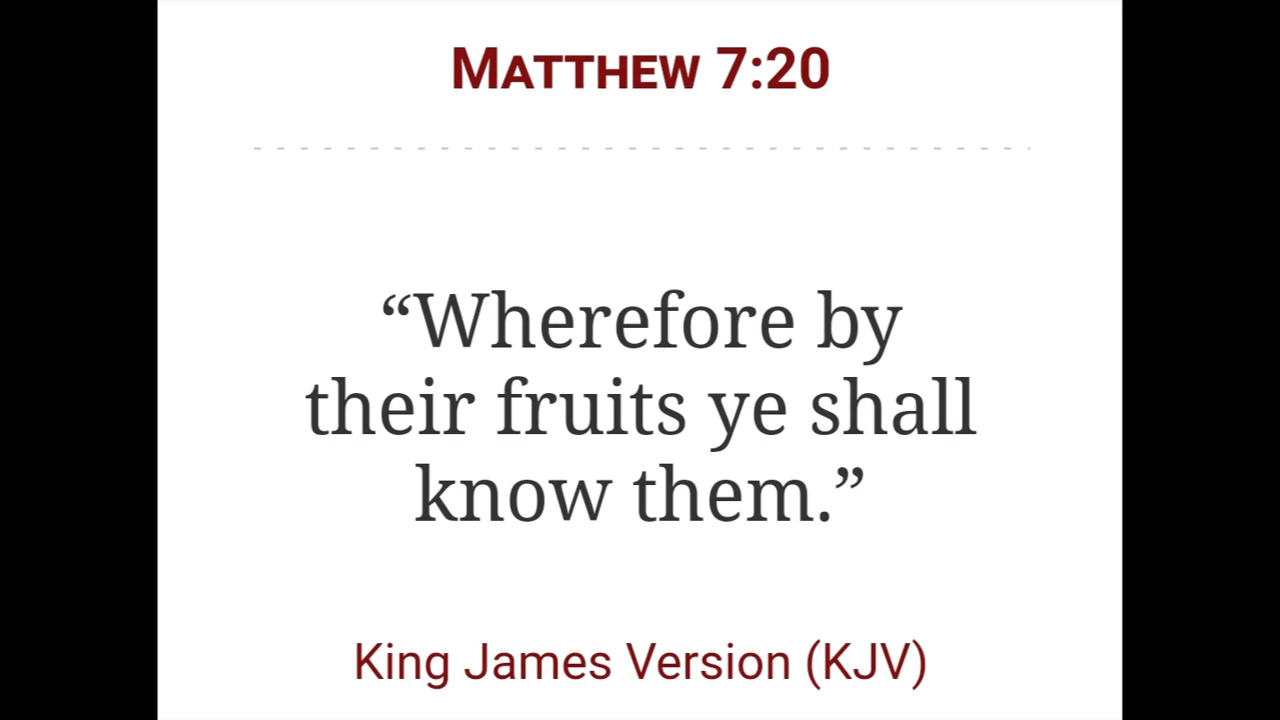 Matthew 7:20
“Wherefore by
their fruits ye shall
know them.”
King James Version (KJV)